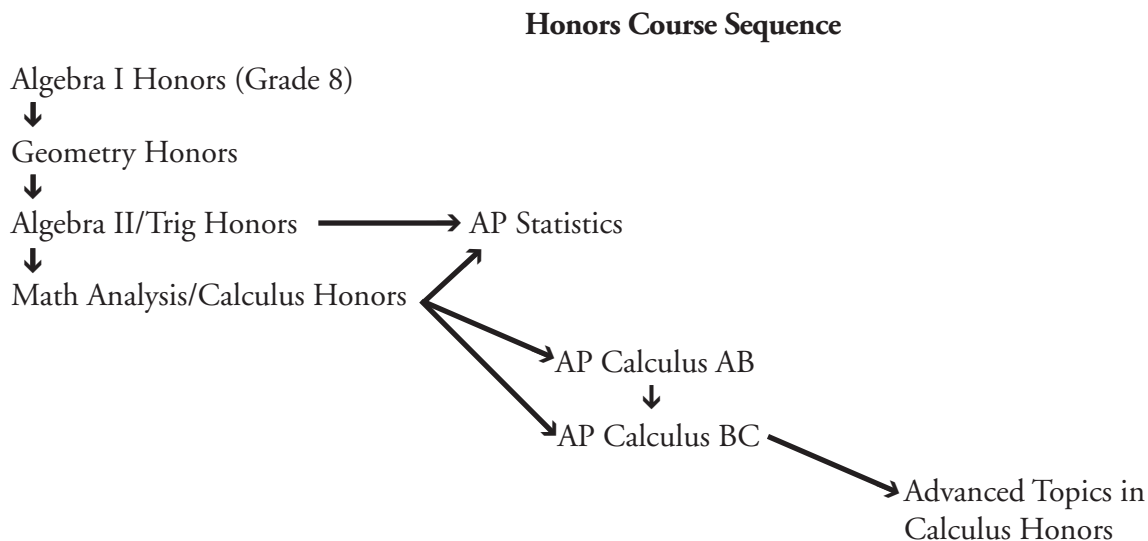 Honors Course Sequence
Algebra I Honors (Grade 8)
Geometry Honors
Algebra II/Trig Honors
AP Statistics
Math Analysis/Calculus Honors
AP Calculus AB
AP Calculus BC
Advanced Topics in
Calculus Honors